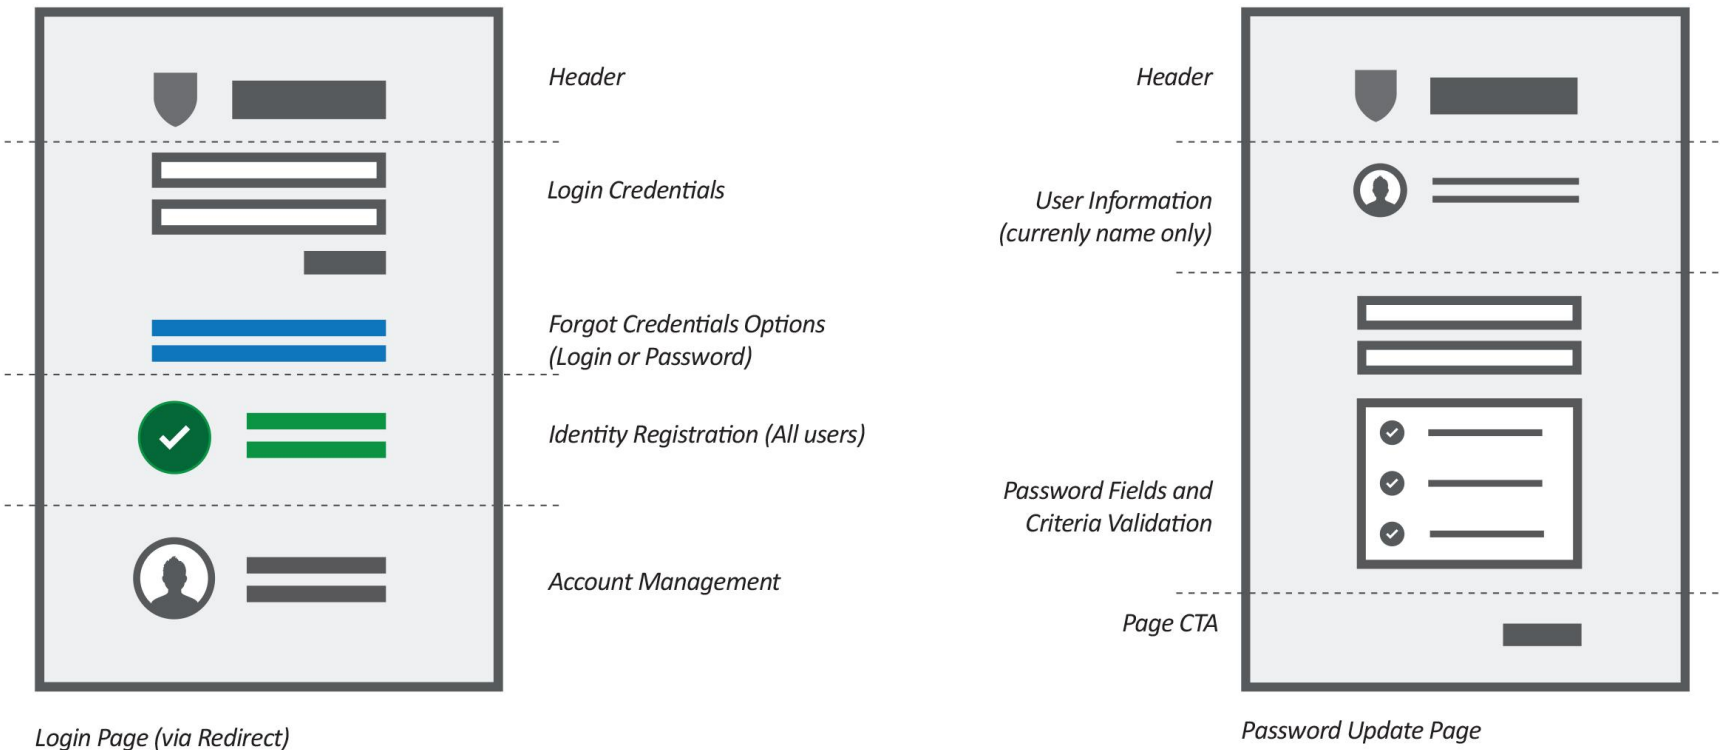 Header
Login Credentials
Forgot Credentials Options
(Login or Password)
Identity Registration (All users)
Account Management
Login Page (via Redirect)
Header
User Information
(currenly name only)
Password Fields and
Criteria Validation
Page CTA
Password Update Page